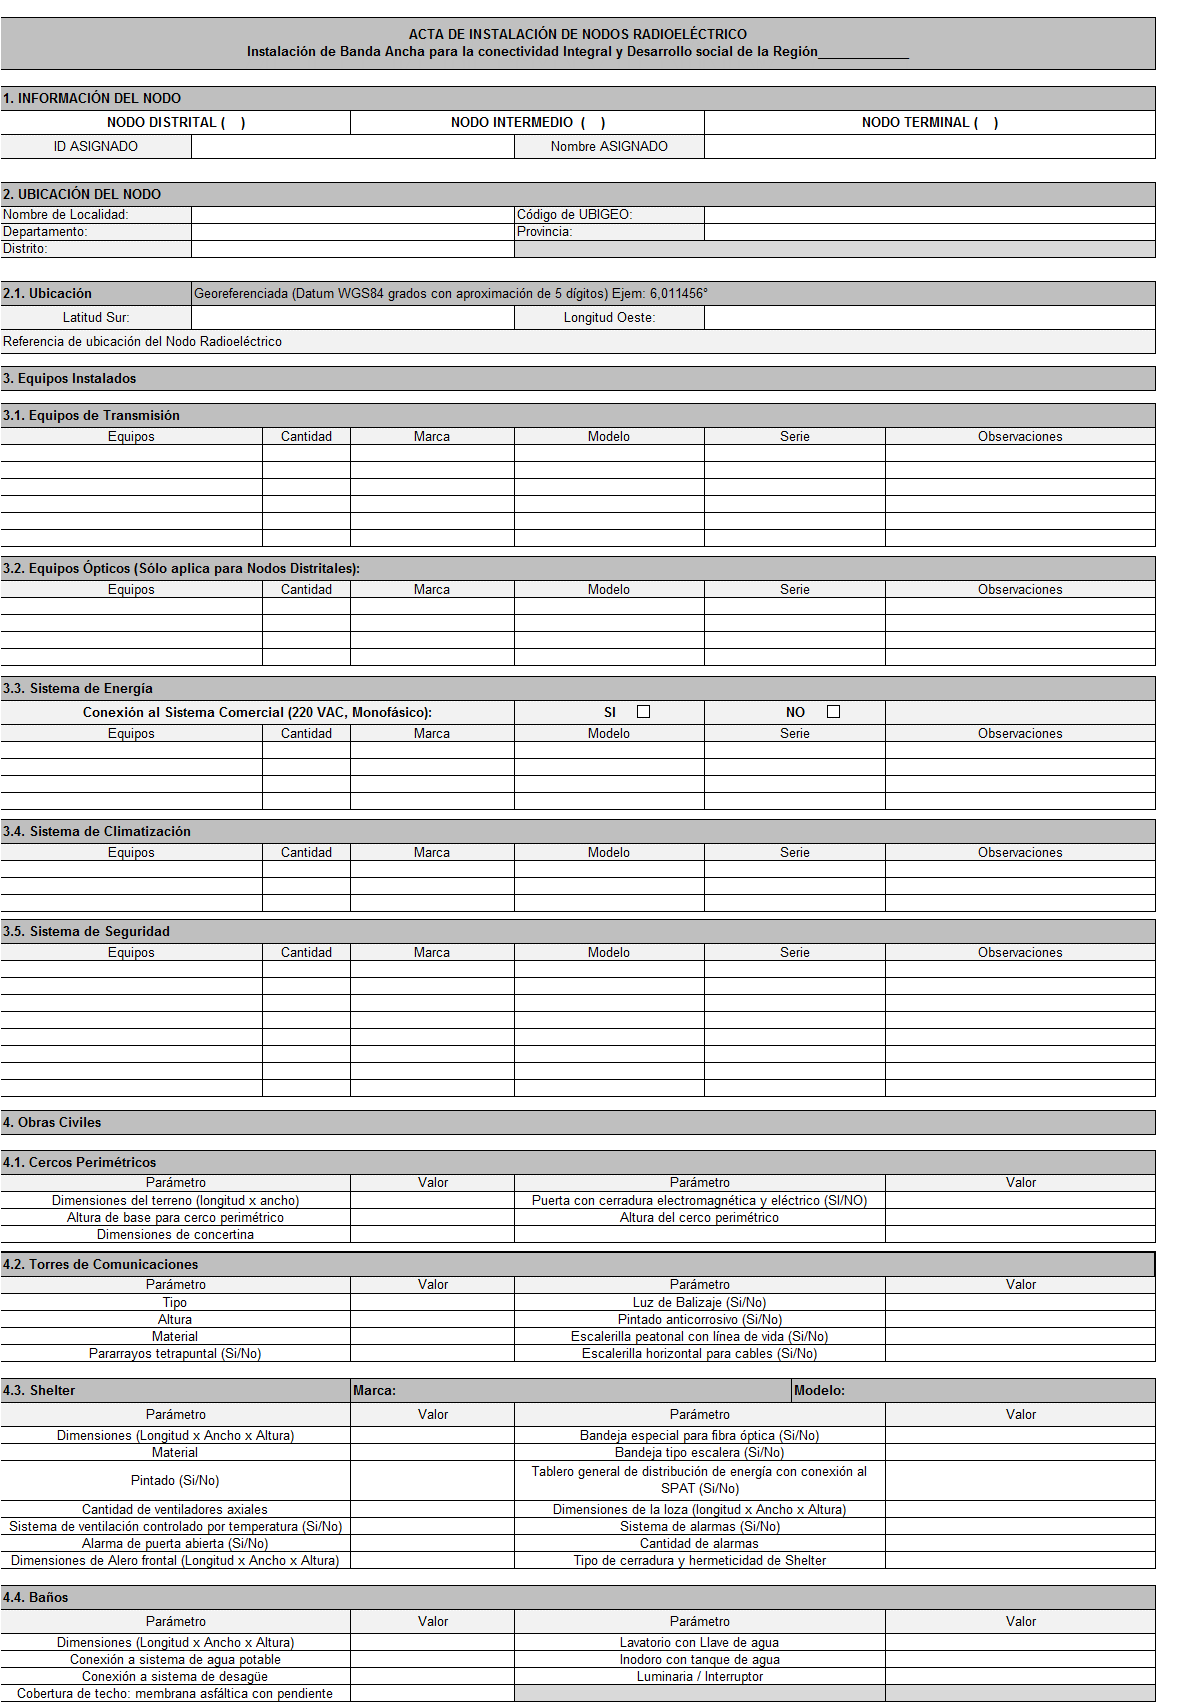 ACTA DE INSTALACIÓN DE NODOS RADIOELÉCTRICO
Instalación de Banda Ancha para la conectividad Integral y Desarrollo social de la Región____________
1. INFORMACIÓN DEL NODO
NODO DISTRITAL (   ) NODO INTERMEDIO (   ) NODO TERMINAL (   )
ID ASIGNADO Nombre ASIGNADO
2. UBICACIÓN DEL NODO
Nombre de Localidad: Código de UBIGEO:
Departamento: Provincia:
Distrito:
2.1. Ubicación Georeferenciada (Datum WGS84 grados con aproximación de 5 dígitos) Ejem: 6,011456°
Latitud Sur: Longitud Oeste:
Referencia de ubicación del Nodo Radioeléctrico
3. Equipos Instalados
3.1. Equipos de Transmisión
Equipos Cantidad Marca Modelo Serie Observaciones
3.2. Equipos Ópticos (Sólo aplica para Nodos Distritales):
Equipos Cantidad Marca Modelo Serie Observaciones
3.3. Sistema de Energía
Conexión al Sistema Comercial (220 VAC, Monofásico): SI ☐ NO ☐
Equipos Cantidad Marca Modelo Serie Observaciones
3.4. Sistema de Climatización
Equipos Cantidad Marca Modelo Serie Observaciones
3.5. Sistema de Seguridad
Equipos Cantidad Marca Modelo Serie Observaciones
4. Obras Civiles
4.1. Cercos Perimétricos
Parámetro Valor Parámetro Valor
Dimensiones del terreno (longitud x ancho) Puerta con cerradura electromagnética y eléctrico (SI/NO)
Altura de base para cerco perimétrico Altura del cerco perimétrico
Dimensiones de concertina
4.2. Torres de Comunicaciones
Parámetro Valor Parámetro Valor
Tipo Luz de Balizaje (Si/No)
Altura Pintado anticorrosivo (Si/No)
Material Escalerilla peatonal con línea de vida (Si/No)
Pararrayos tetrapuntal (Si/No) Escalerilla horizontal para cables (Si/No)
4.3. Shelter Marca: Modelo:
Parámetro Valor Parámetro Valor
Dimensiones (Longitud x Ancho x Altura) Bandeja especial para fibra óptica (Si/No)
Material Bandeja tipo escalera (Si/No)
Pintado (Si/No) Tablero general de distribución de energía con conexión al
SPAT (Si/No)
Cantidad de ventiladores axiales Dimensiones de la loza (longitud x Ancho x Altura)
Sistema de ventilación controlado por temperatura (Si/No) Sistema de alarmas (Si/No)
Alarma de puerta abierta (Si/No) Cantidad de alarmas
Dimensiones de Alero frontal (Longitud x Ancho x Altura) Tipo de cerradura y hermeticidad de Shelter
4.4. Baños
Parámetro Valor Parámetro Valor
Dimensiones (Longitud x Ancho x Altura) Lavatorio con Llave de agua
Conexión a sistema de agua potable Inodoro con tanque de agua
Conexión a sistema de desagüe Luminaria / Interruptor
Cobertura de techo: membrana asfáltica con pendiente